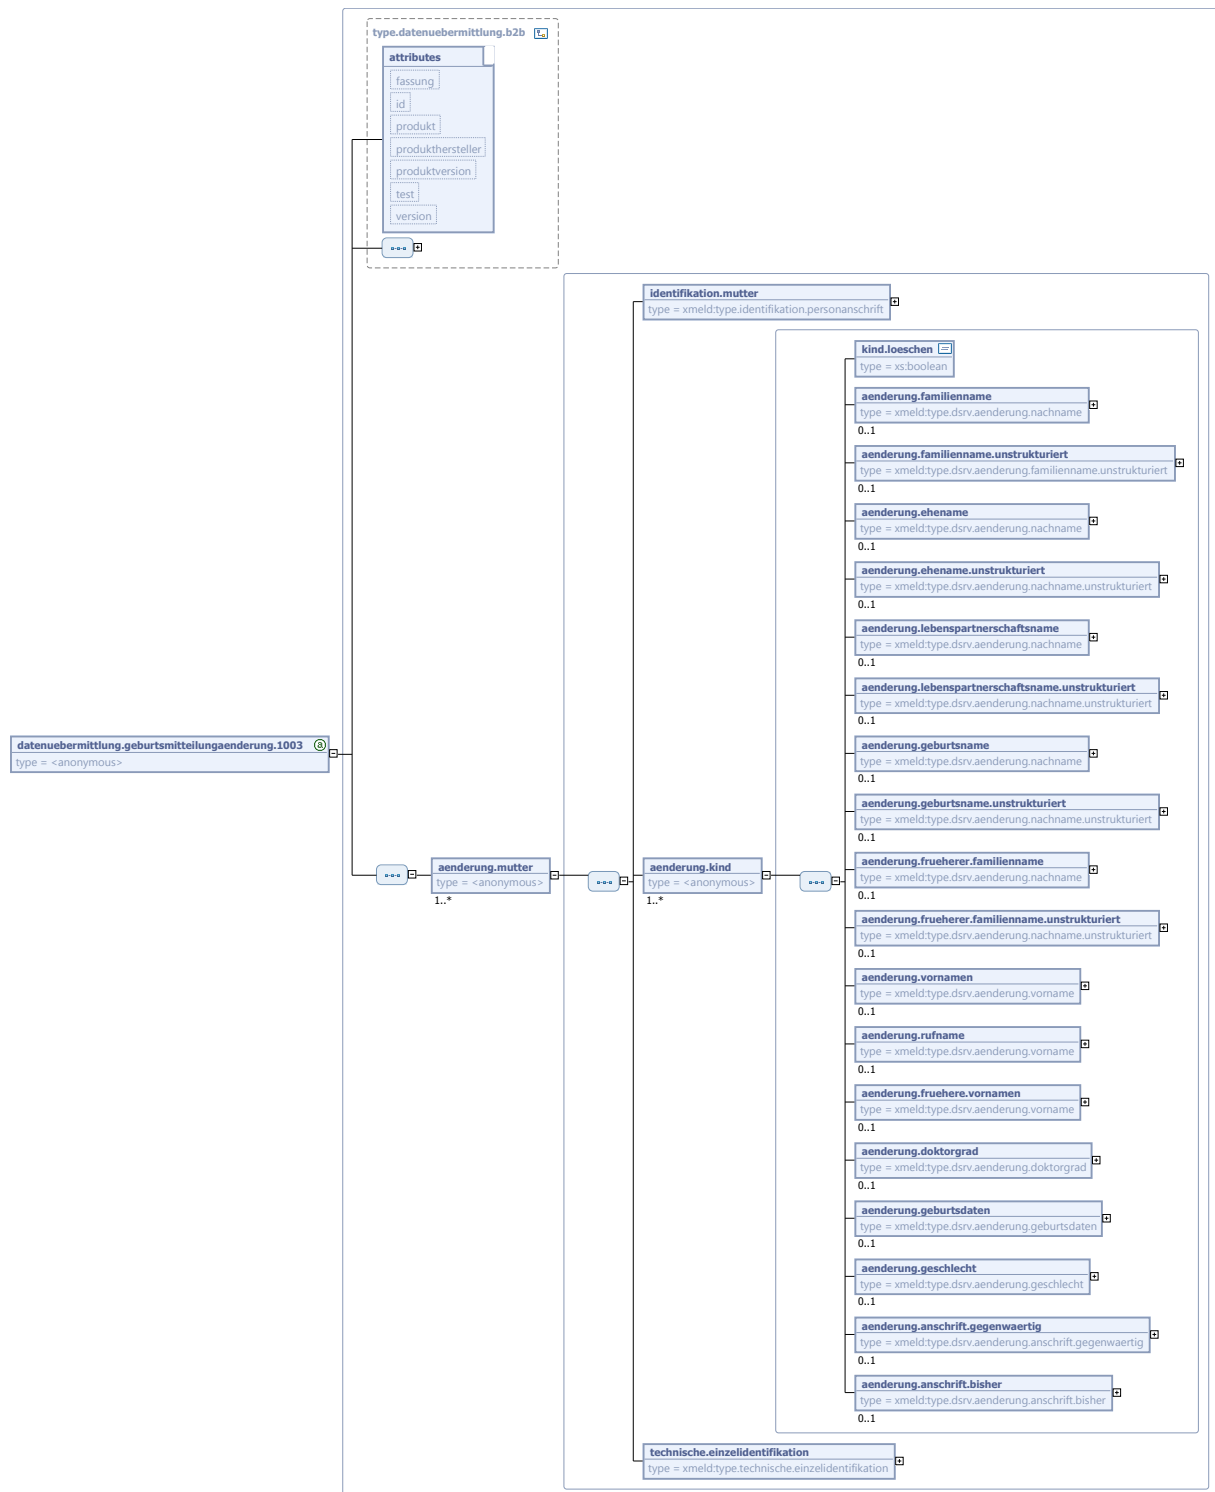 type.datenuebermittlung.b2b
attributes
fassung
id
produkt
produkthersteller
produktversion
test
version
identifikation.mutter
type = xmeld:type.identifikation.personanschrift
kind.loeschen
type = xs:boolean
aenderung.familienname
type = xmeld:type.dsrv.aenderung.nachname
0..1
aenderung.familienname.unstrukturiert
type = xmeld:type.dsrv.aenderung.familienname.unstrukturiert
0..1
aenderung.ehename
type = xmeld:type.dsrv.aenderung.nachname
0..1
aenderung.ehename.unstrukturiert
type = xmeld:type.dsrv.aenderung.nachname.unstrukturiert
0..1
aenderung.lebenspartnerschaftsname
type = xmeld:type.dsrv.aenderung.nachname
0..1
aenderung.lebenspartnerschaftsname.unstrukturiert
type = xmeld:type.dsrv.aenderung.nachname.unstrukturiert
0..1
datenuebermittlung.geburtsmitteilungaenderung.1003 a
type = <anonymous>
aenderung.geburtsname
type = xmeld:type.dsrv.aenderung.nachname
0..1
aenderung.geburtsname.unstrukturiert
type = xmeld:type.dsrv.aenderung.nachname.unstrukturiert
0..1
aenderung.mutter
type = <anonymous>
1..*
aenderung.kind
type = <anonymous>
1..*
aenderung.frueherer.familienname
type = xmeld:type.dsrv.aenderung.nachname
0..1
aenderung.frueherer.familienname.unstrukturiert
type = xmeld:type.dsrv.aenderung.nachname.unstrukturiert
0..1
aenderung.vornamen
type = xmeld:type.dsrv.aenderung.vorname
0..1
aenderung.rufname
type = xmeld:type.dsrv.aenderung.vorname
0..1
aenderung.fruehere.vornamen
type = xmeld:type.dsrv.aenderung.vorname
0..1
aenderung.doktorgrad
type = xmeld:type.dsrv.aenderung.doktorgrad
0..1
aenderung.geburtsdaten
type = xmeld:type.dsrv.aenderung.geburtsdaten
0..1
aenderung.geschlecht
type = xmeld:type.dsrv.aenderung.geschlecht
0..1
aenderung.anschrift.gegenwaertig
type = xmeld:type.dsrv.aenderung.anschrift.gegenwaertig
0..1
aenderung.anschrift.bisher
type = xmeld:type.dsrv.aenderung.anschrift.bisher
0..1
technische.einzelidentifikation
type = xmeld:type.technische.einzelidentifikation